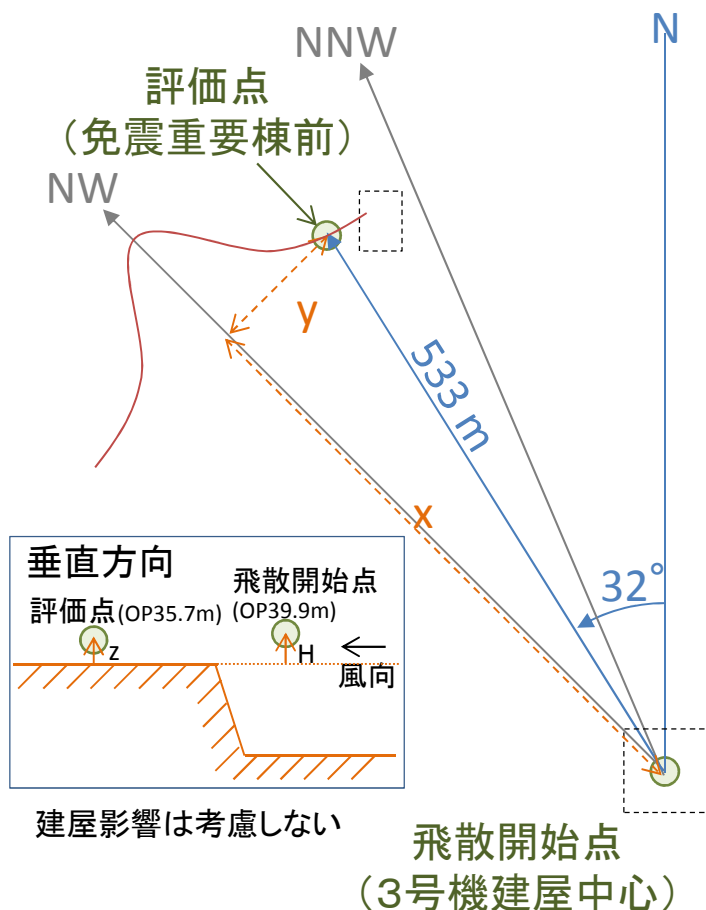 N
NNW
評価点
（免震重要棟前）
NW
y
533 m
x
32°
垂直方向
飛散開始点
評価点(OP35.7m)
(OP39.9m)
z
H
風向
建屋影響は考慮しない
飛散開始点
（３号機建屋中心）